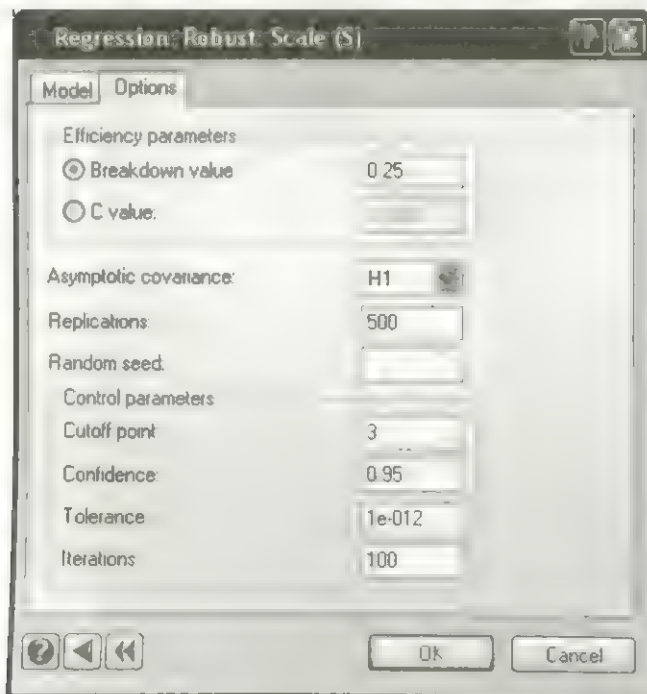 Regression: Robust: Scale (S)
Model Options
Efficiency parameters
Breakdown value 0.25
C value:
Asymptotic covariance: H1
Replications: 500
Random seed:
Control parameters
Cutoff point 3
Confidence: 0.95
Tolerance 1e-012
Iterations 100
OK Cancel